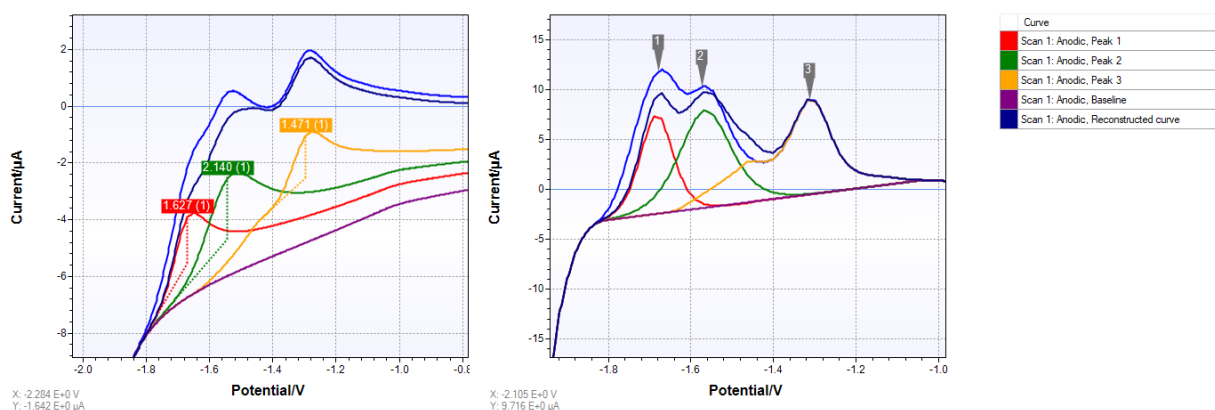 Current/µA
2
0
-2
-4
-6
-8
1.627 (1)
2.140 (1)
1.471 (1)
-2.0
-1.8
-1.6
-1.4
-1.2
-1.0
-0.8
Potential/V
X: -2.284 E+0 V
Y: -1.642 E+0 µA
Current/µA
15
10
5
0
-5
-10
-15
1
2
3
-1.8
-1.6
-1.4
-1.2
-1.0
Potential/V
X: -2.105 E+0 V
Y: 9.716 E+0 µA
Curve
Scan 1: Anodic, Peak 1
Scan 1: Anodic, Peak 2
Scan 1: Anodic, Peak 3
Scan 1: Anodic, Baseline
Scan 1: Anodic, Reconstructed curve